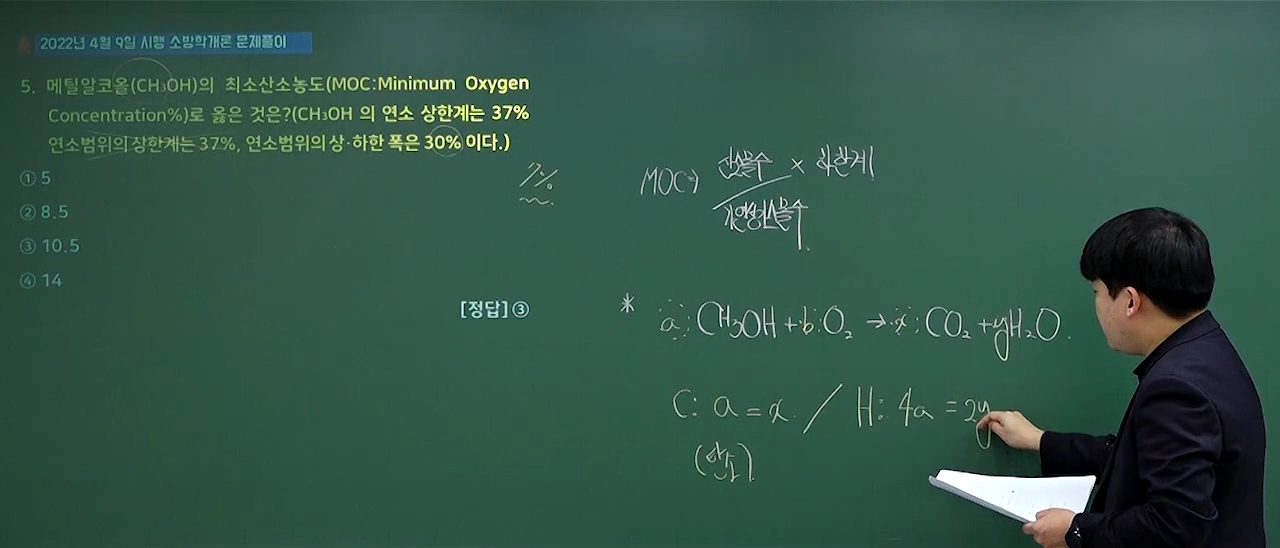 2022년 4월 9일 시행 소방학개론 문제풀이
5. 메틸알코올(CH₃OH)의 최소산소농도(MOC:Minimum Oxygen
Concentration%)로 옳은 것은?(CH₃OH 의 연소 상한계는 37%
연소범위의 상한계는 37%, 연소범위의 상·하한 폭은 30% 이다.)
① 5
② 8.5
③ 10.5
④ 14
[정답] ③
7%
MOC⇒ 산소몰수 × 하한계
가연성가스몰수
* a CH3OH + b O₂ → x CO₂ + yH₂O.
C: a = x / H: 4a = 2y
(탄소)